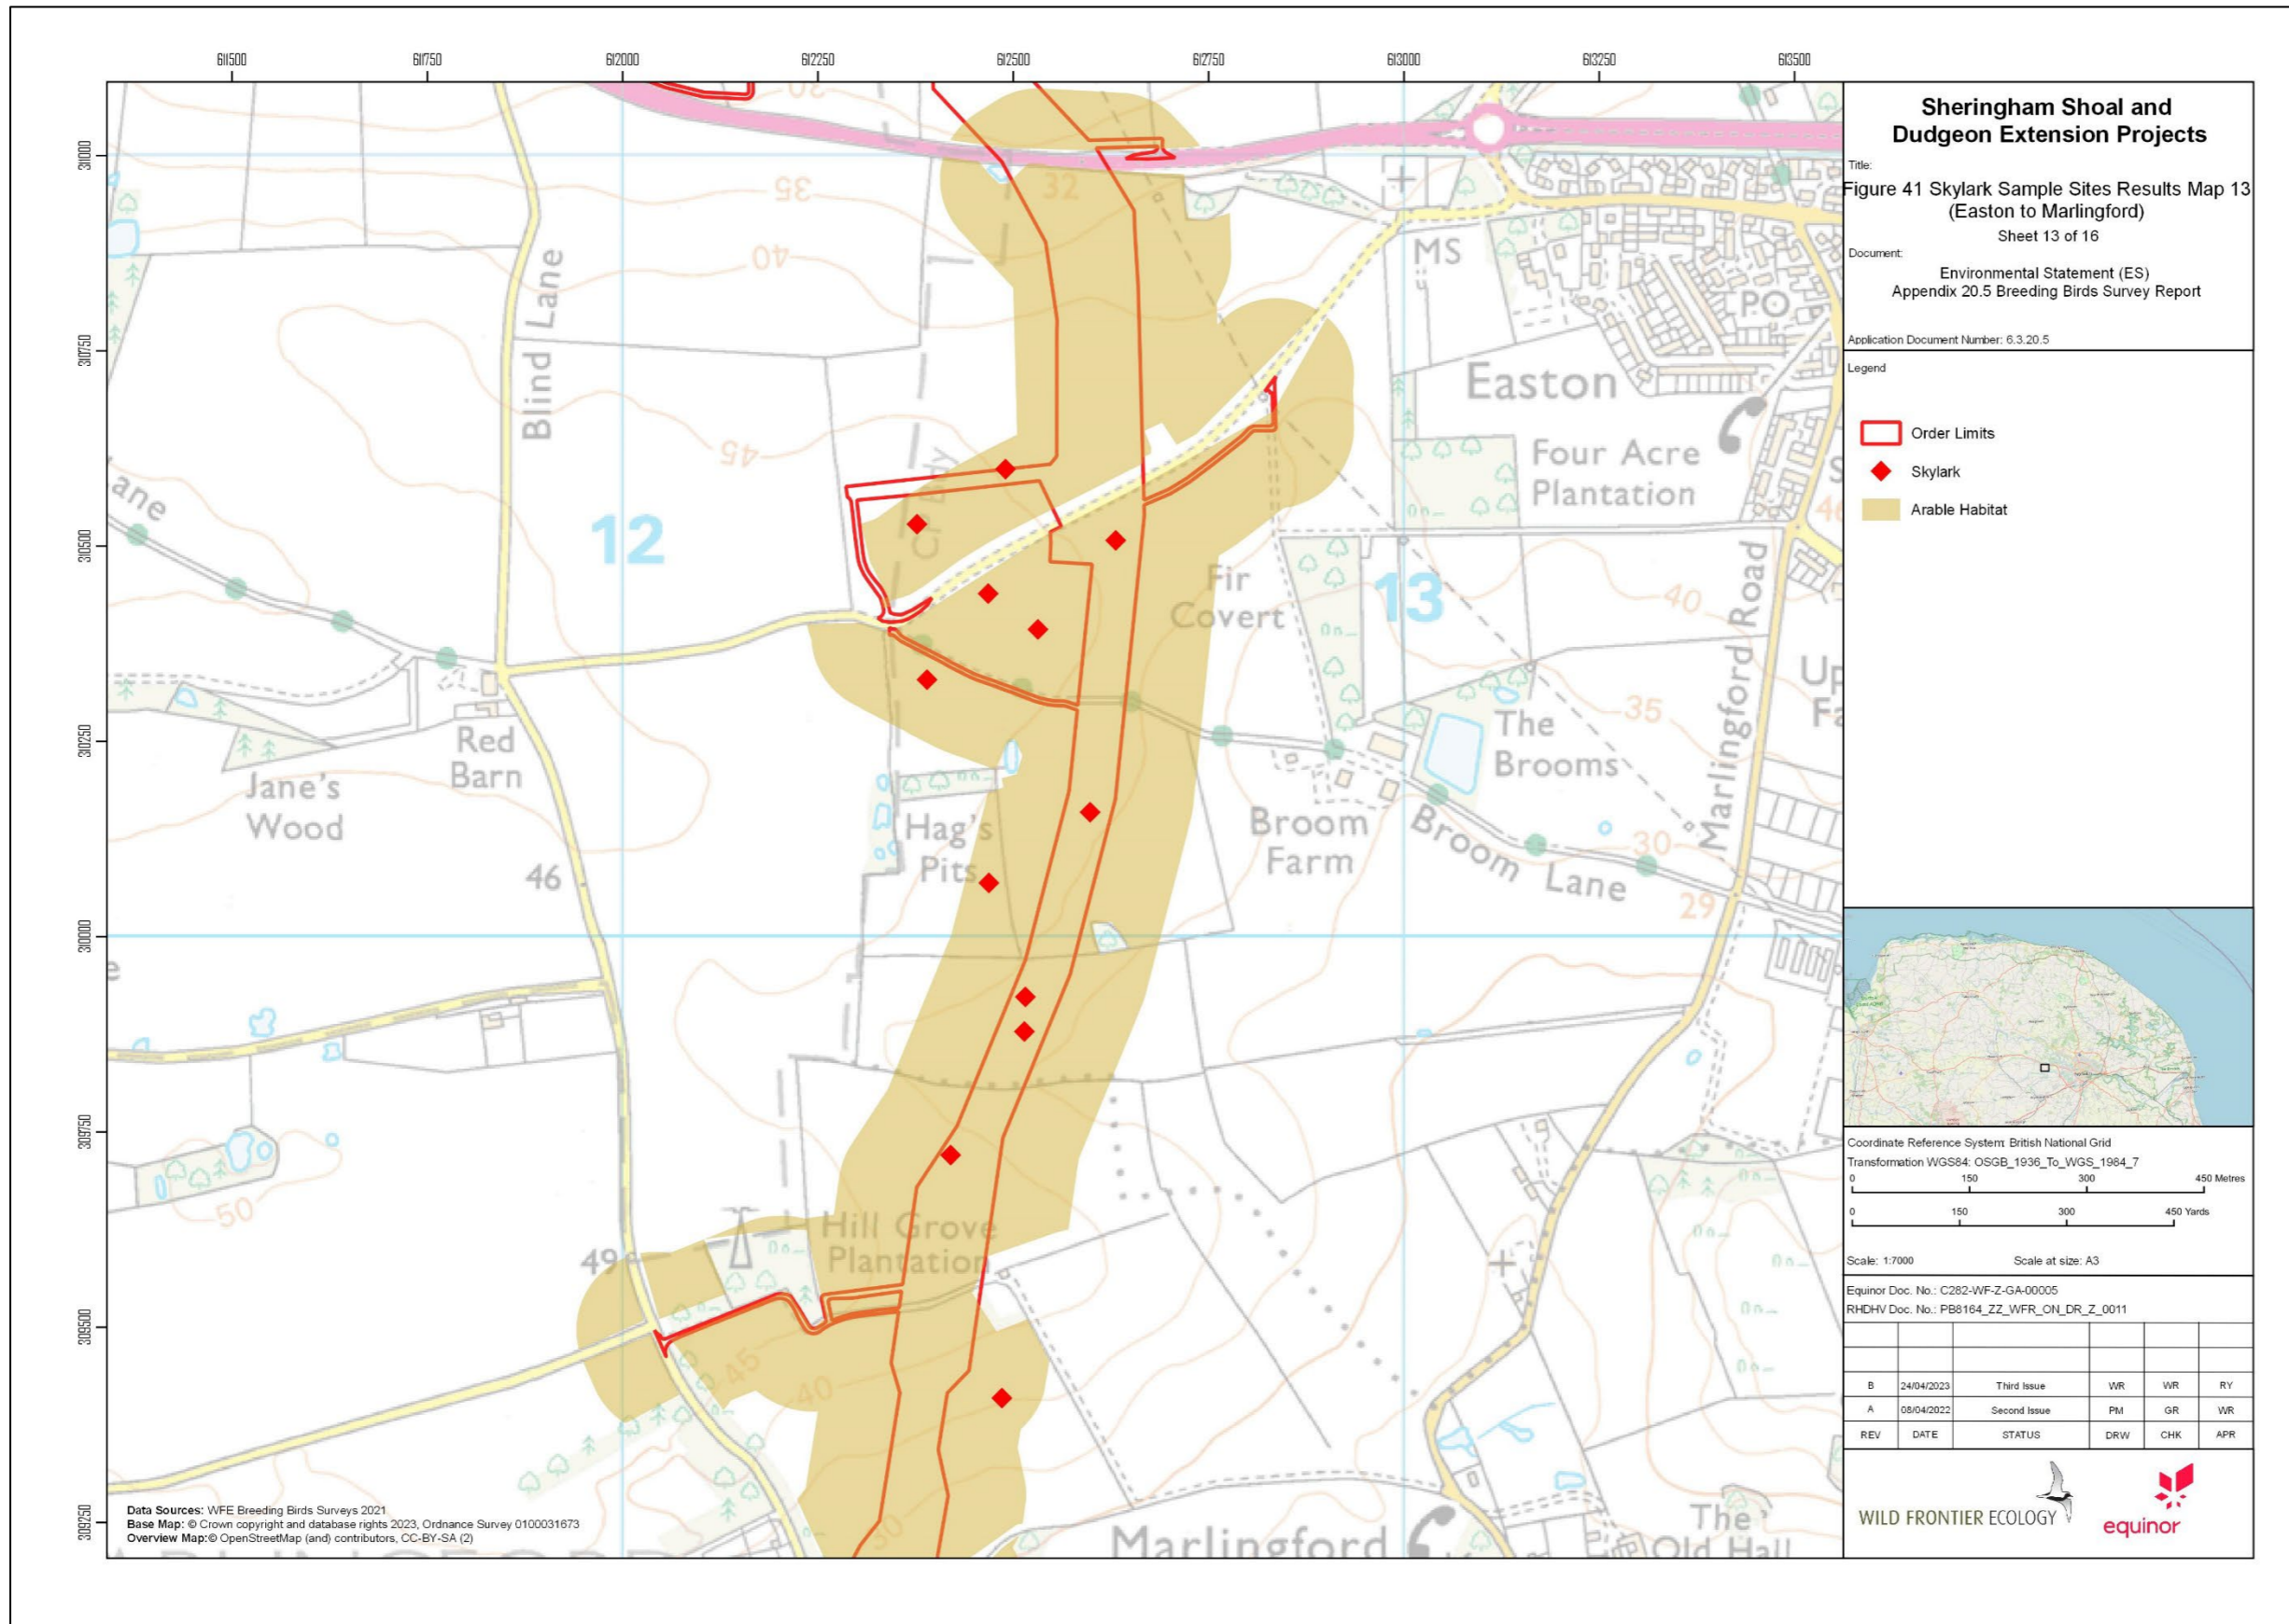 611500 611750 612000 612250 612500 612750 613000 613250 613500
311000
310750
310500
310250
310000
309750
309500
309250
35
32
40
MS
PO
Blind Lane
Easton
45
CP Bdy
Four Acre
Plantation
ane
12
13
Fir
Covert
40
Marlingford Road
35
Red
Barn
The
Brooms
Jane's
Wood
Hag's
Pits
Broom
Farm
Broom Lane
30
46
29
Hill Grove
Plantation
50
49
45
40
30
Marlingford
The
Old Hall
Data Sources: WFE Breeding Birds Surveys 2021
Base Map: © Crown copyright and database rights 2023, Ordnance Survey 0100031673
Overview Map:© OpenStreetMap (and) contributors, CC-BY-SA (2)
Sheringham Shoal and
Dudgeon Extension Projects
Title:
Figure 41 Skylark Sample Sites Results Map 13
(Easton to Marlingford)
Sheet 13 of 16
Document:
Environmental Statement (ES)
Appendix 20.5 Breeding Birds Survey Report
Application Document Number: 6.3.20.5
Legend
Order Limits
Skylark
Arable Habitat
Coordinate Reference System: British National Grid
Transformation WGS84: OSGB_1936_To_WGS_1984_7
0 150 300 450 Metres
0 150 300 450 Yards
Scale: 1:7000 Scale at size: A3
Equinor Doc. No.: C282-WF-Z-GA-00005
RHDHV Doc. No.: PB8164_ZZ_WFR_ON_DR_Z_0011
B 24/04/2023 Third Issue WR WR RY
A 08/04/2022 Second Issue PM GR WR
REV DATE STATUS DRW CHK APR
WILD FRONTIER ECOLOGY
equinor